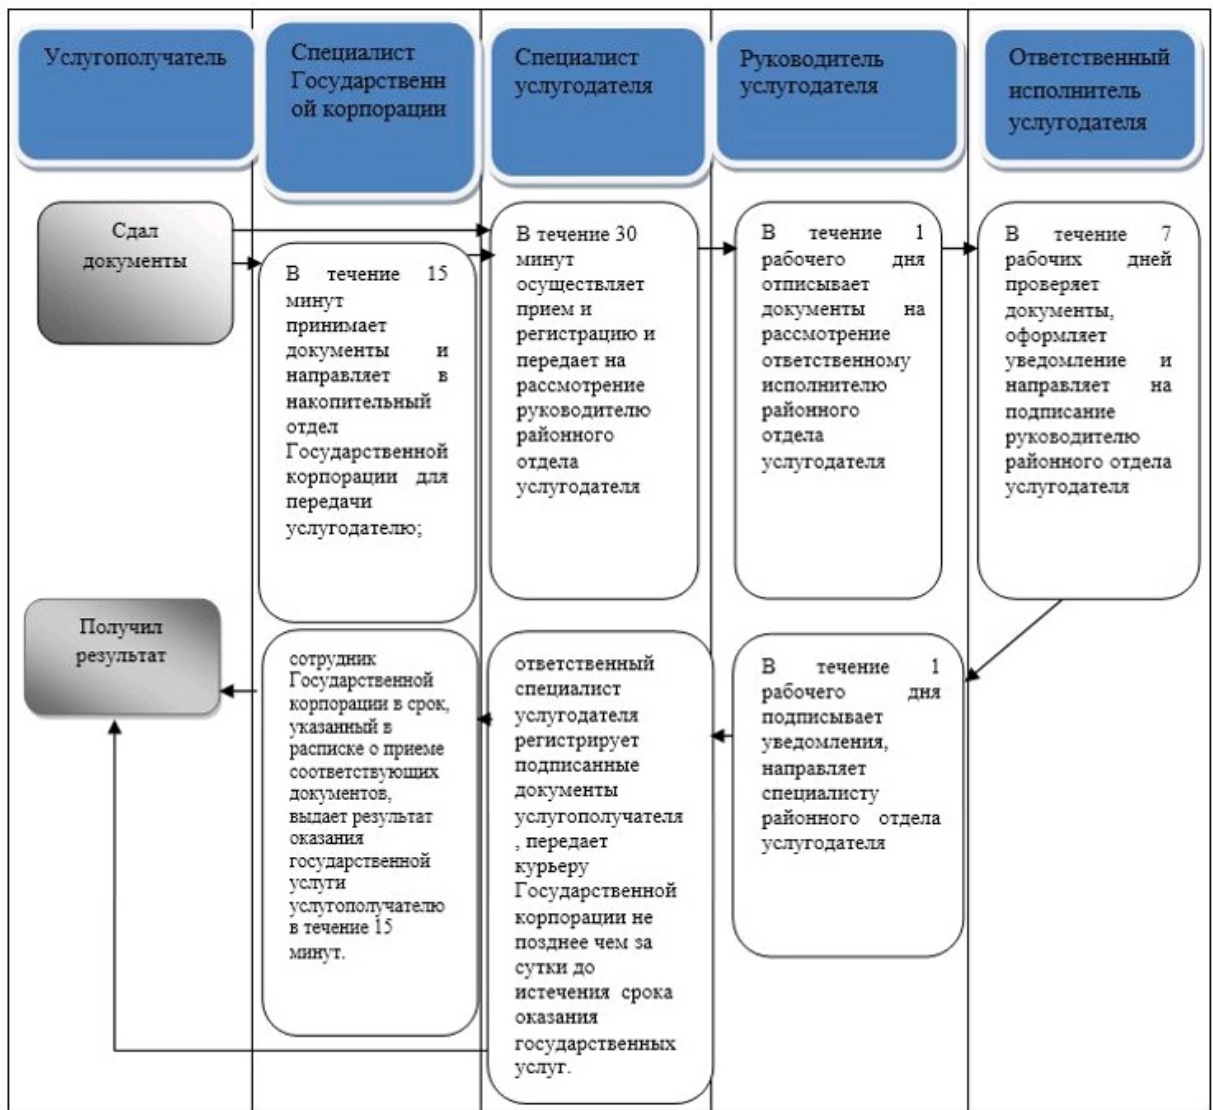 Услугополучатель
Специалист
Государственн
ой корпорации
Специалист
услугодателя
Руководитель
услугодателя
Ответственный
исполнитель
услугодателя
Сдал
документы
В течение 15
минут
принимает
документы и
направляет в
накопительный
отдел
Государственной
корпорации для
передачи
услугодателю;
В течение 30
минут
осуществляет
прием и
регистрацию и
передает на
рассмотрение
руководителю
районного
отдела
услугодателя
В течение 1
рабочего дня
отписывает
документы на
рассмотрение
ответственному
исполнителю
районного
отдела
услугодателя
В течение 7
рабочих дней
проверяет
документы,
оформляет
уведомление и
направляет на
подписание
руководителю
районного отдела
услугодателя
Получил
результат
сотрудник
Государственной
корпорации в срок,
указанный в
расписке о приеме
соответствующих
документов,
выдает результат
оказания
государственной
услуги
услугополучателю
в течение 15
минут.
ответственный
специалист
услугодателя
регистрирует
подписанные
документы
услугополучателя
, передает
курьеру
Государственной
корпорации не
позднее чем за
сутки до
истечения срока
оказания
государственных
услуг.
В течение 1
рабочего дня
подписывает
уведомления,
направляет
специалисту
районного отдела
услугодателя